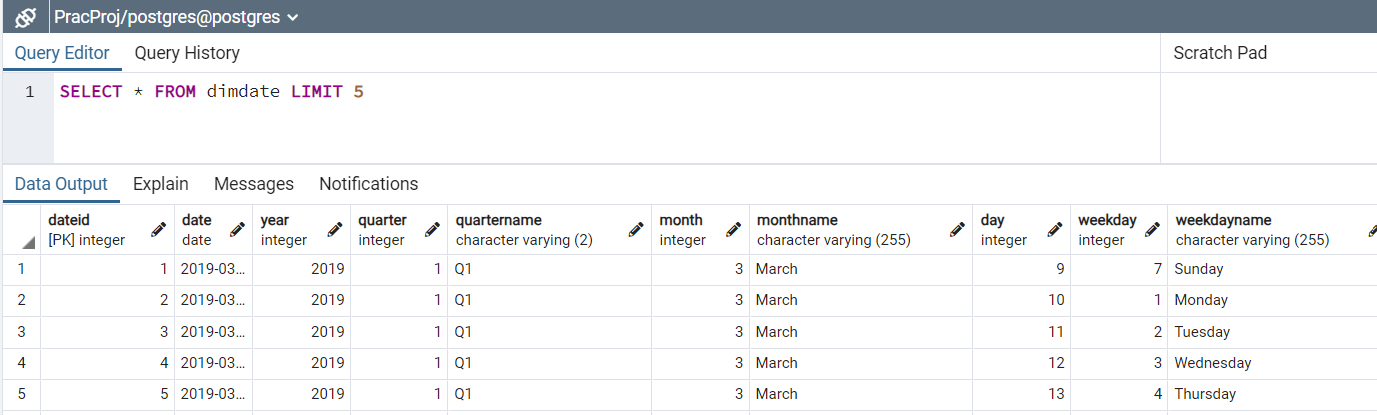 PracProj/postgres@postgres
Query Editor Query History Scratch Pad
1 SELECT * FROM dimdate LIMIT 5
Data Output Explain Messages Notifications
dateid date year quarter quartername month monthname day weekday weekdayname
[PK] integer date integer integer character varying (2) integer character varying (255) integer integer character varying (255)
1 1 2019-03... 2019 1 Q1 3 March 9 7 Sunday
2 2 2019-03... 2019 1 Q1 3 March 10 1 Monday
3 3 2019-03... 2019 1 Q1 3 March 11 2 Tuesday
4 4 2019-03... 2019 1 Q1 3 March 12 3 Wednesday
5 5 2019-03... 2019 1 Q1 3 March 13 4 Thursday